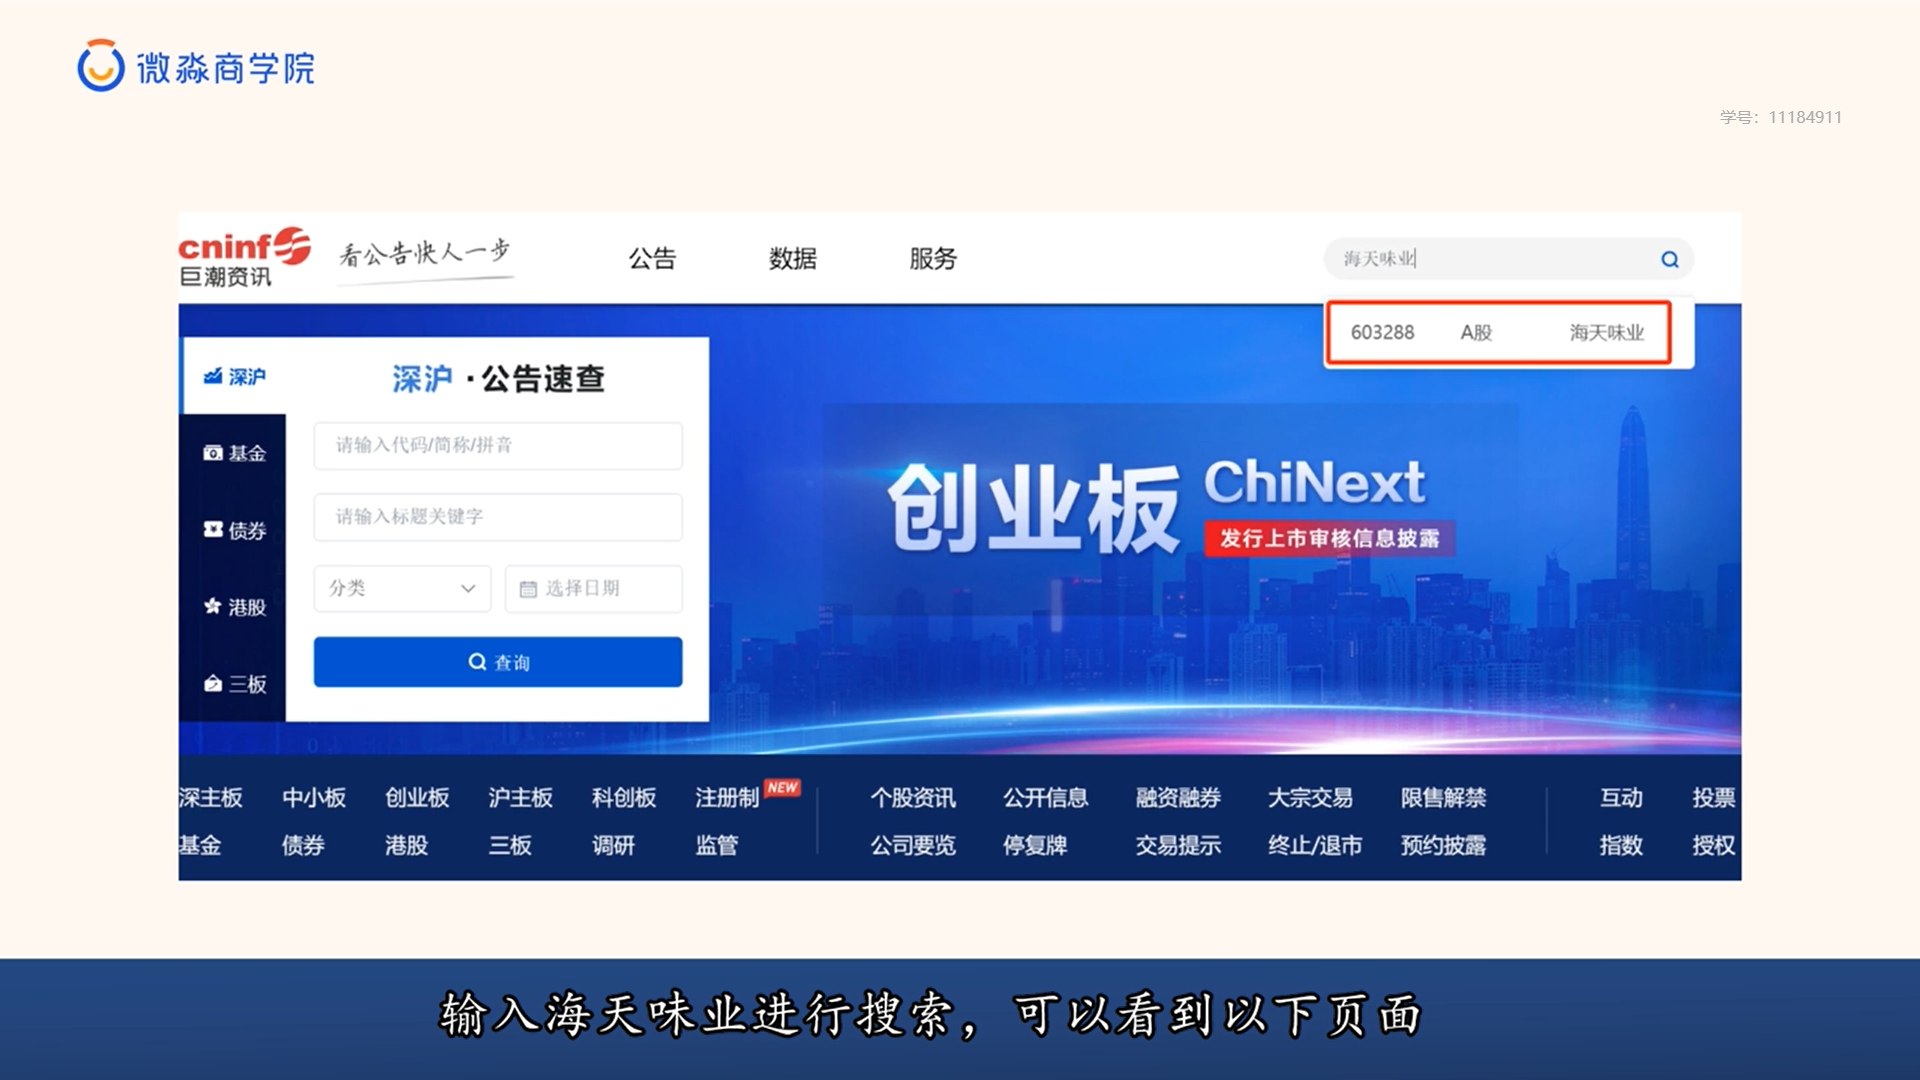 微淼商学院
学号：11184911
cninf
巨潮资讯
看公告快人一步
公告 数据 服务
海天味业
603288 A股 海天味业
深沪
基金
债券
港股
三板
深沪·公告速查
请输入代码/简称/拼音
请输入标题关键字
分类 选择日期
查询
创业板 ChiNext
发行上市审核信息披露
深主板 中小板 创业板 沪主板 科创板 注册制 NEW 个股资讯 公开信息 融资融券 大宗交易 限售解禁 互动 投票
基金 债券 港股 三板 调研 监管 公司要览 停复牌 交易提示 终止/退市 预约披露 指数 授权
输入海天味业进行搜索，可以看到以下页面